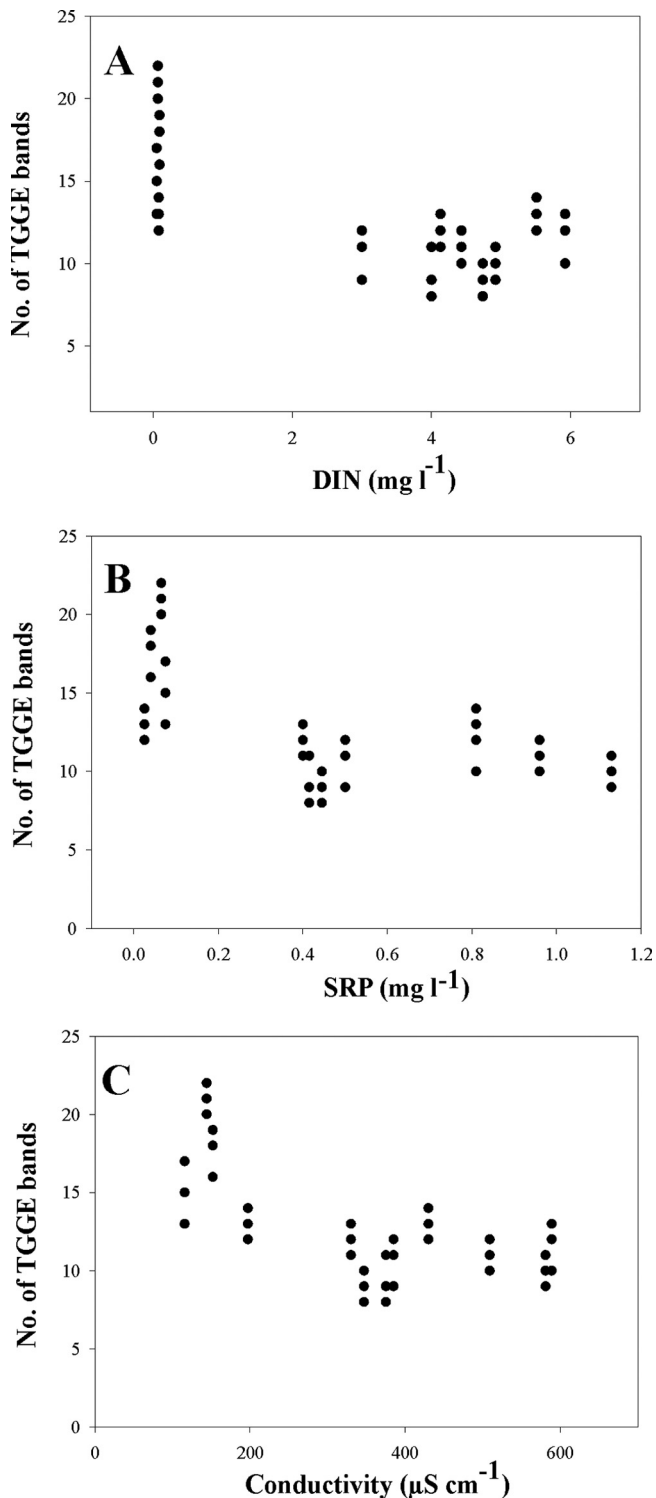 A
25
20
15
10
5
No. of TGGE bands
0 2 4 6
DIN (mg l-1)
B
25
20
15
10
5
0
No. of TGGE bands
0.0 0.2 0.4 0.6 0.8 1.0 1.2
SRP (mg l-1)
C
25
20
15
10
5
0
No. of TGGE bands
0 200 400 600
Conductivity (µS cm-1)